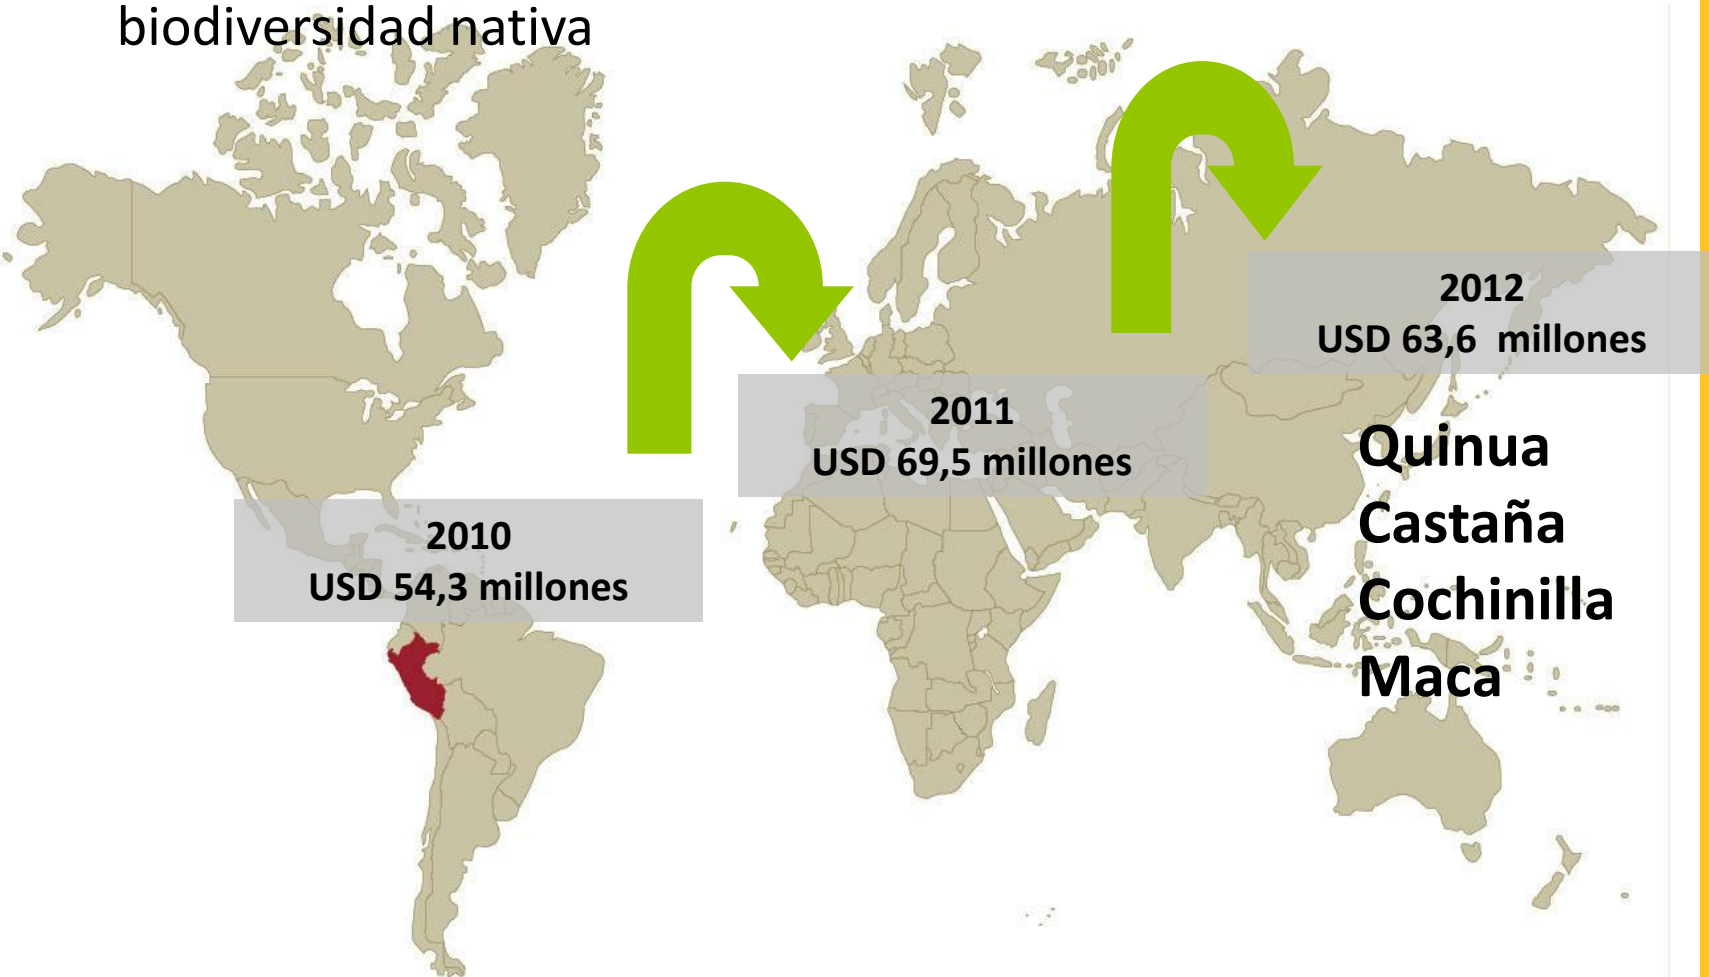 biodiversidad nativa
2010
USD 54,3 millones
2011
USD 69,5 millones
2012
USD 63,6 millones
Quinua
Castaña
Cochinilla
Maca